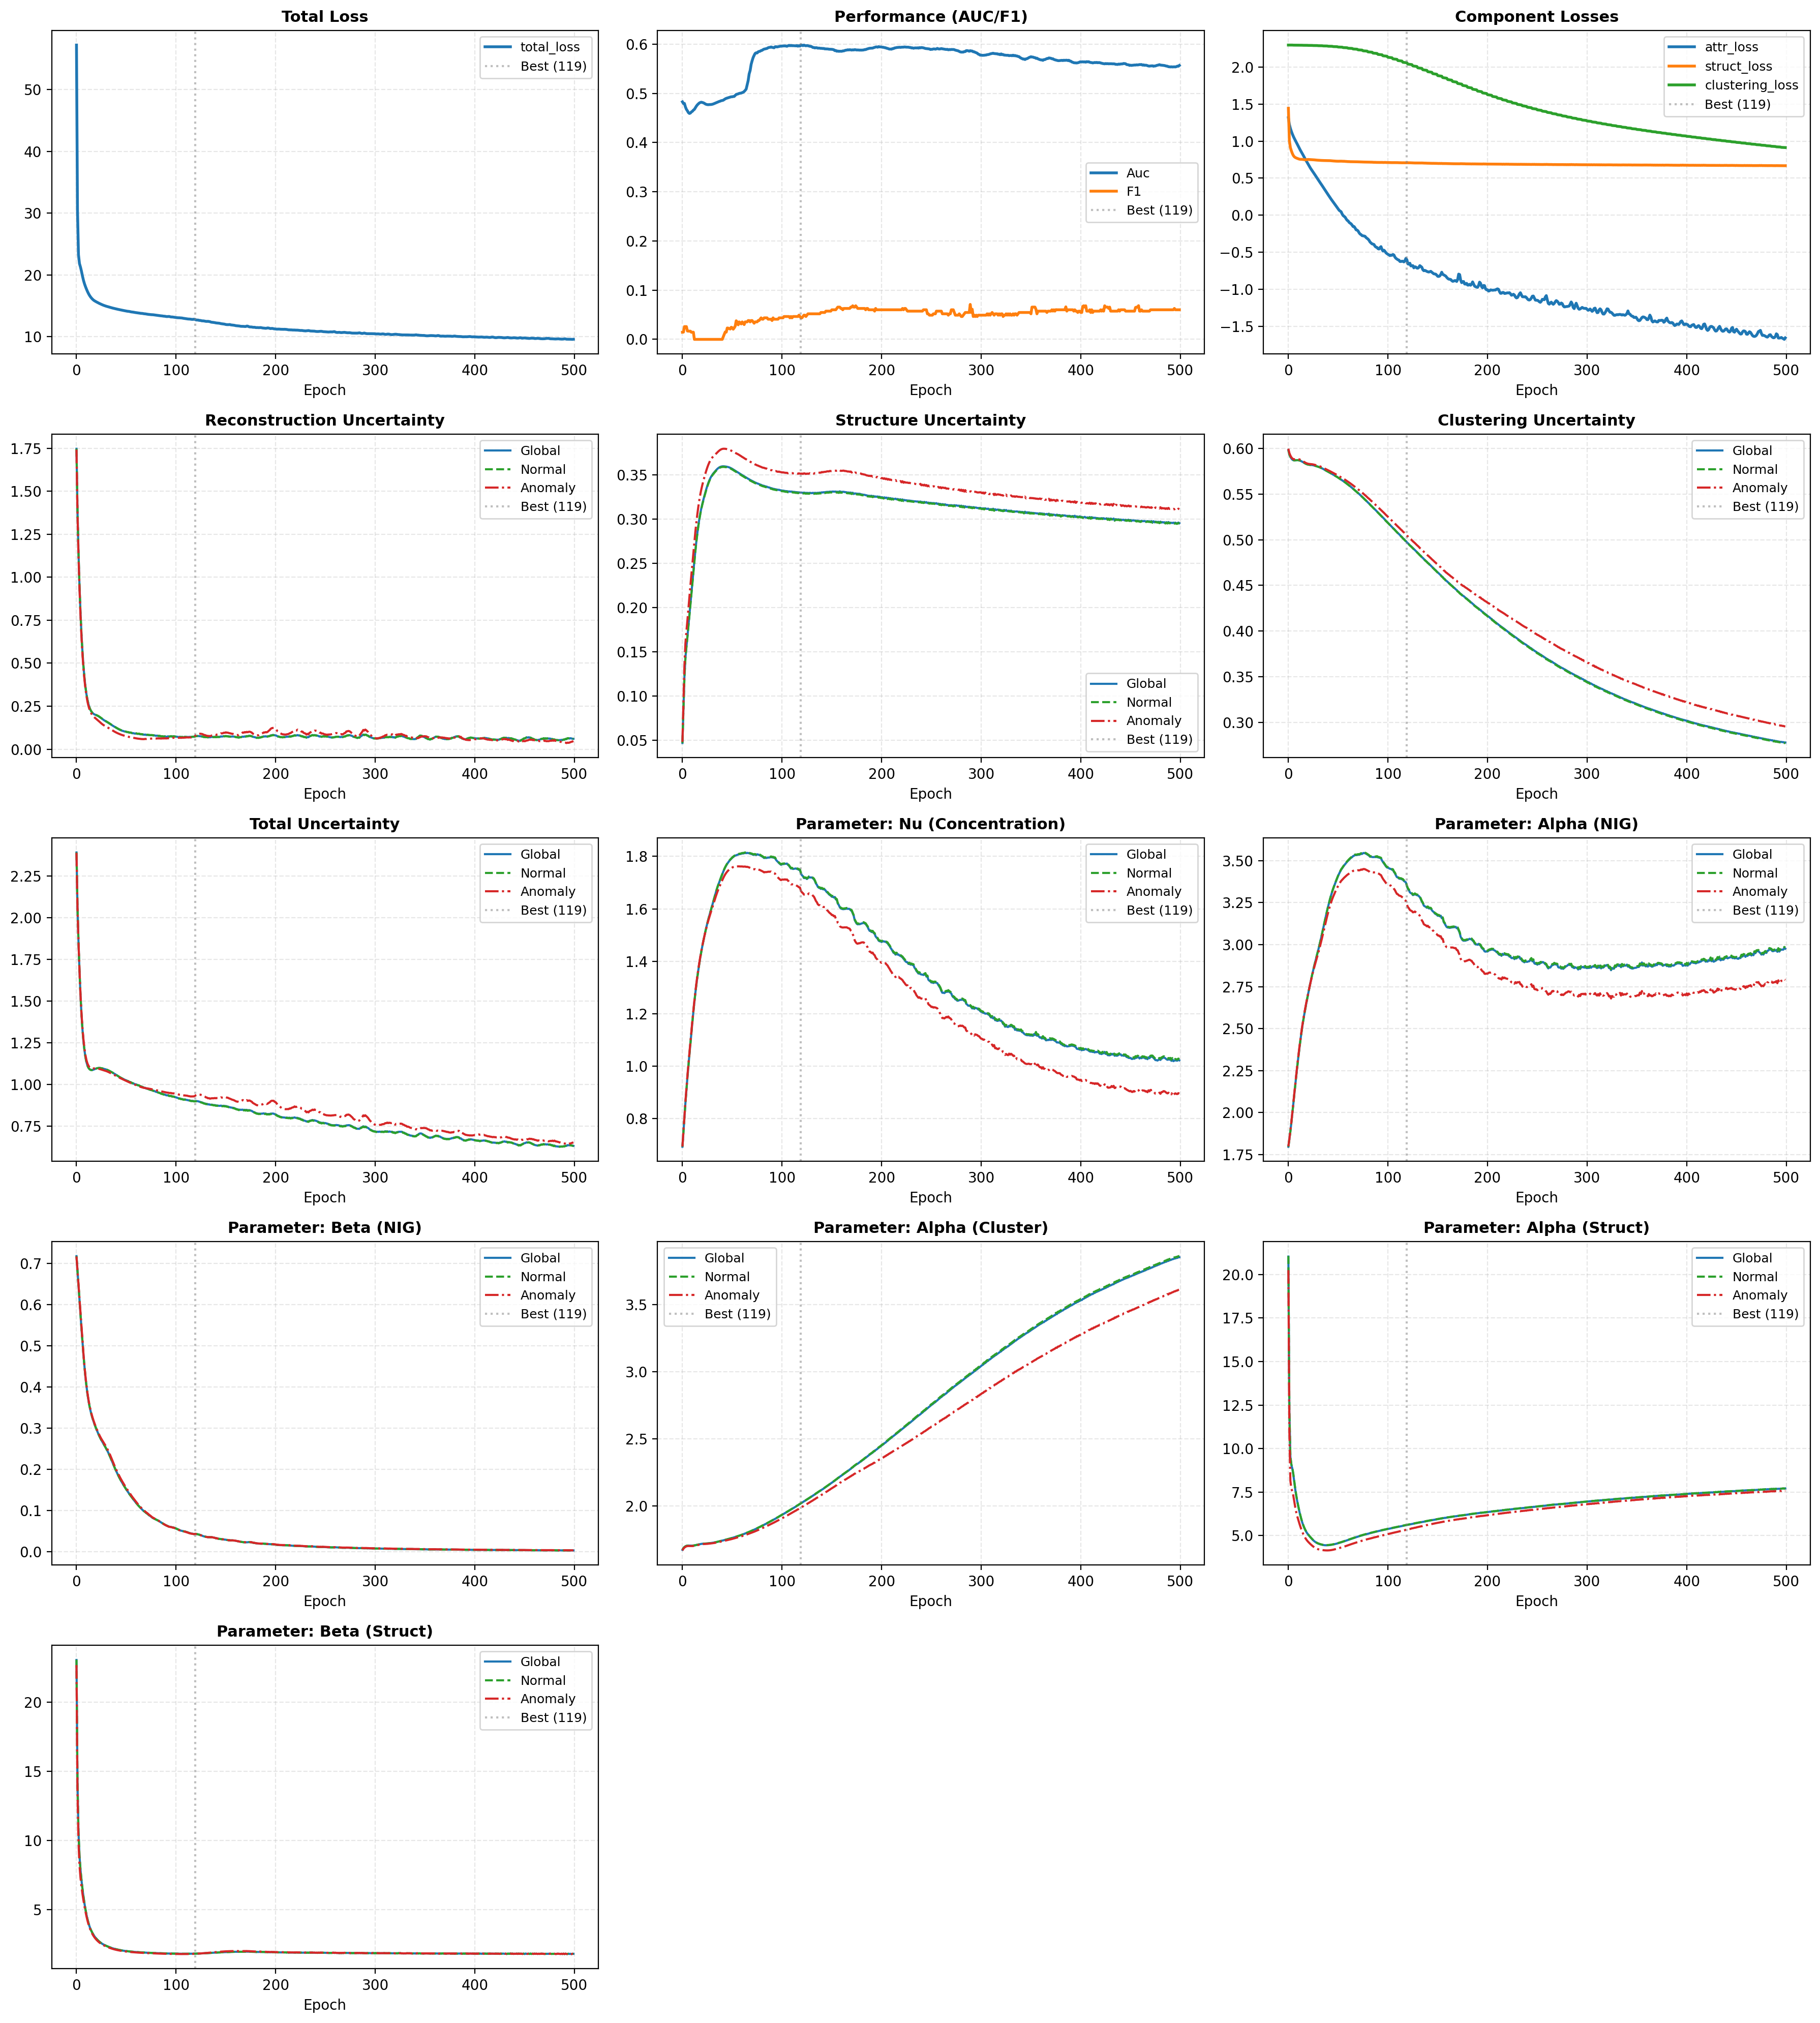 Total Loss
50
40
30
20
10
0
100
200
300
400
500
Epoch
total_loss
Best (119)
Performance (AUC/F1)
0.6
0.5
0.4
0.3
0.2
0.1
0.0
0
100
200
300
400
500
Epoch
Auc
F1
Best (119)
Component Losses
2.0
1.5
1.0
0.5
0.0
−0.5
−1.0
−1.5
0
100
200
300
400
500
Epoch
attr_loss
struct_loss
clustering_loss
Best (119)
Reconstruction Uncertainty
1.75
1.50
1.25
1.00
0.75
0.50
0.25
0.00
0
100
200
300
400
500
Epoch
Global
Normal
Anomaly
Best (119)
Structure Uncertainty
0.35
0.30
0.25
0.20
0.15
0.10
0.05
0
100
200
300
400
500
Epoch
Global
Normal
Anomaly
Best (119)
Clustering Uncertainty
0.60
0.55
0.50
0.45
0.40
0.35
0.30
0
100
200
300
400
500
Epoch
Global
Normal
Anomaly
Best (119)
Total Uncertainty
2.25
2.00
1.75
1.50
1.25
1.00
0.75
0
100
200
300
400
500
Epoch
Global
Normal
Anomaly
Best (119)
Parameter: Nu (Concentration)
1.8
1.6
1.4
1.2
1.0
0.8
0
100
200
300
400
500
Epoch
Global
Normal
Anomaly
Best (119)
Parameter: Alpha (NIG)
3.50
3.25
3.00
2.75
2.50
2.25
2.00
1.75
0
100
200
300
400
500
Epoch
Global
Normal
Anomaly
Best (119)
Parameter: Beta (NIG)
0.7
0.6
0.5
0.4
0.3
0.2
0.1
0.0
0
100
200
300
400
500
Epoch
Global
Normal
Anomaly
Best (119)
Parameter: Alpha (Cluster)
3.5
3.0
2.5
2.0
0
100
200
300
400
500
Epoch
Global
Normal
Anomaly
Best (119)
Parameter: Alpha (Struct)
20.0
17.5
15.0
12.5
10.0
7.5
5.0
0
100
200
300
400
500
Epoch
Global
Normal
Anomaly
Best (119)
Parameter: Beta (Struct)
20
15
10
5
0
100
200
300
400
500
Epoch
Global
Normal
Anomaly
Best (119)